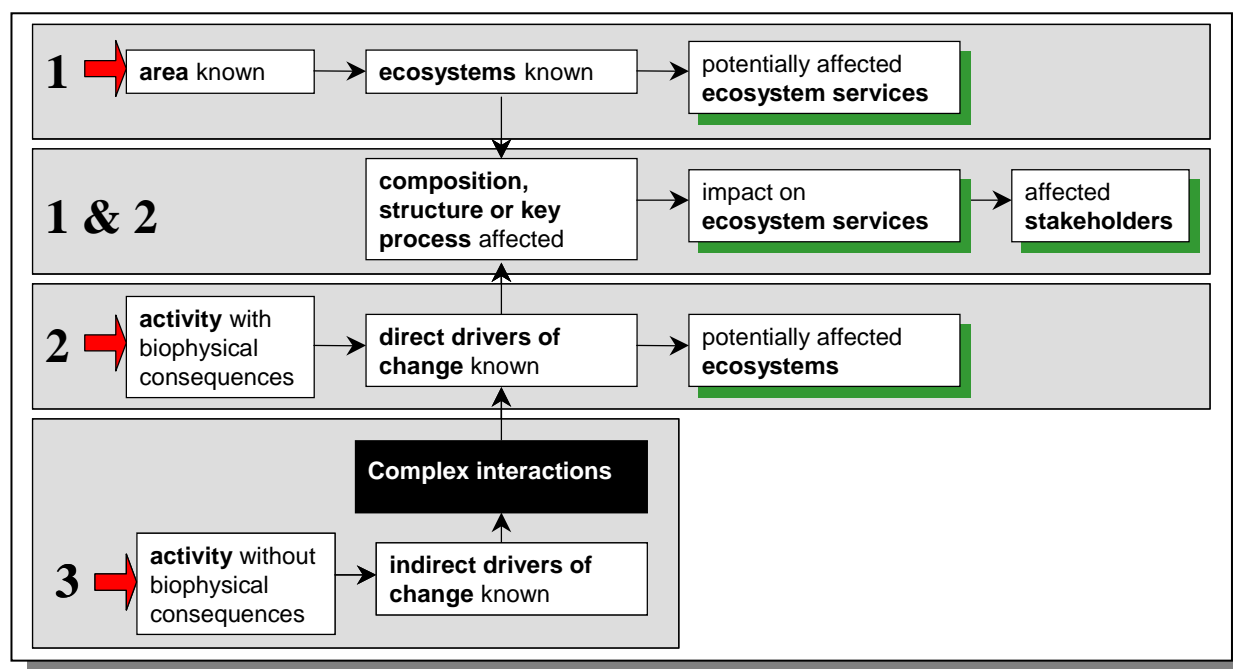 1
area known
ecosystems known
potentially affected
ecosystem services
1 & 2
composition,
structure or key
process affected
impact on
ecosystem services
affected
stakeholders
2
activity with
biophysical
consequences
direct drivers of
change known
potentially affected
ecosystems
Complex interactions
3
activity without
biophysical
consequences
indirect drivers of
change known